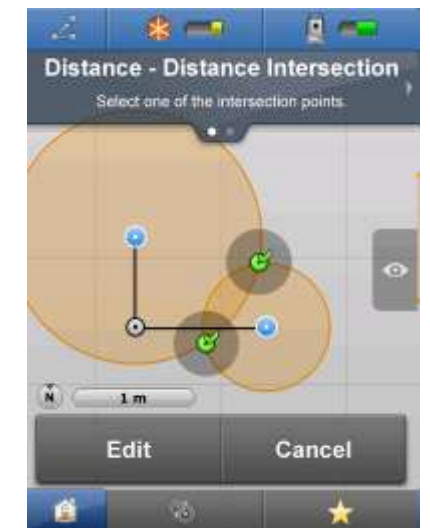 Distance - Distance Intersection
Select one of the intersection points.
N
1 m
Edit
Cancel